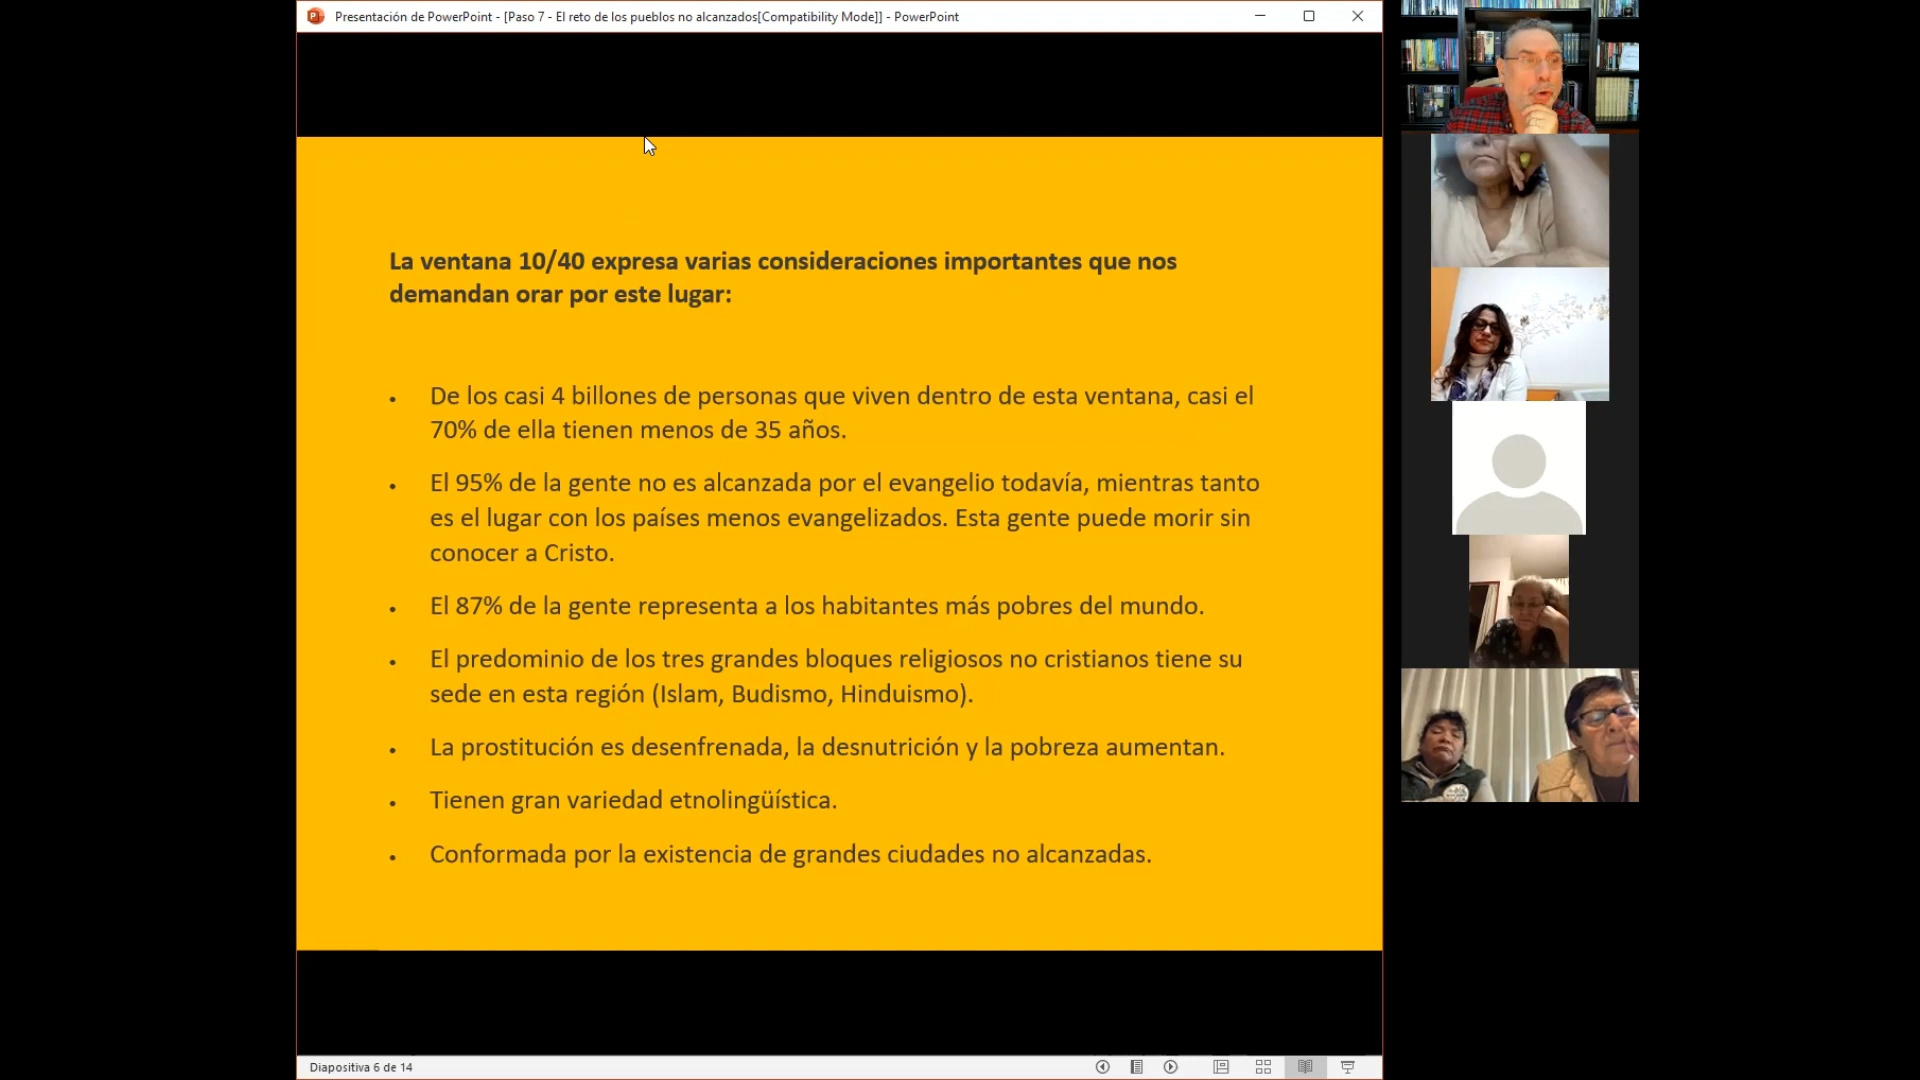 Presentación de PowerPoint - [Paso 7 - El reto de los pueblos no alcanzados[Compatibility Mode]] - PowerPoint
La ventana 10/40 expresa varias consideraciones importantes que nos
demandan orar por este lugar:
• De los casi 4 billones de personas que viven dentro de esta ventana, casi el
70% de ella tienen menos de 35 años.
• El 95% de la gente no es alcanzada por el evangelio todavía, mientras tanto
es el lugar con los países menos evangelizados. Esta gente puede morir sin
conocer a Cristo.
• El 87% de la gente representa a los habitantes más pobres del mundo.
• El predominio de los tres grandes bloques religiosos no cristianos tiene su
sede en esta región (Islam, Budismo, Hinduismo).
• La prostitución es desenfrenada, la desnutrición y la pobreza aumentan.
• Tienen gran variedad etnolingüística.
• Conformada por la existencia de grandes ciudades no alcanzadas.
Diapositiva 6 de 14